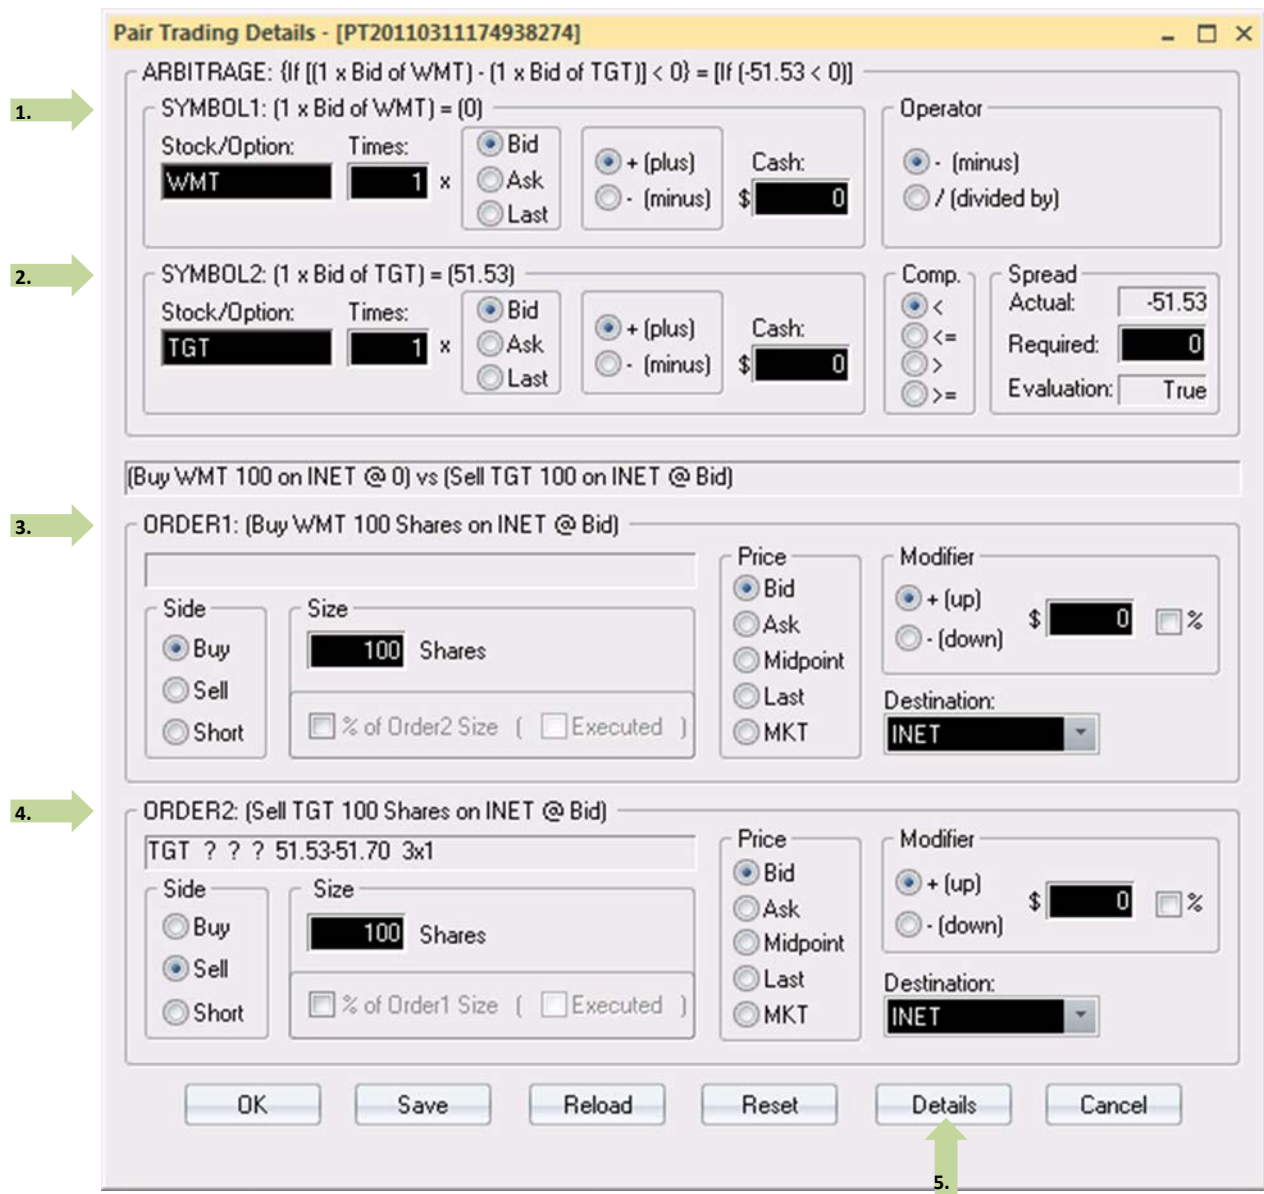 Pair Trading Details - [PT20110311174938274]
ARBITRAGE: {If [(1 x Bid of WMT) - (1 x Bid of TGT)] < 0} = [If (-51.53 < 0)]
1.
SYMBOL1: (1 x Bid of WMT) = (0)
Stock/Option:
WMT
Times:
1 x
Bid
Ask
Last
+ (plus)
- (minus)
Cash:
$ 0
Operator
- (minus)
/ (divided by)
2.
SYMBOL2: (1 x Bid of TGT) = (51.53)
Stock/Option:
TGT
Times:
1 x
Bid
Ask
Last
+ (plus)
- (minus)
Cash:
$ 0
Comp.
<
<=
>
>=
Spread
Actual: -51.53
Required: 0
Evaluation: True
(Buy WMT 100 on INET @ 0) vs (Sell TGT 100 on INET @ Bid)
3.
ORDER1: (Buy WMT 100 Shares on INET @ Bid)
Side
Buy
Sell
Short
Size
100 Shares
% of Order2 Size ( Executed )
Price
Bid
Ask
Midpoint
Last
MKT
Modifier
+ (up)
- (down)
$ 0 %
Destination:
INET
4.
ORDER2: (Sell TGT 100 Shares on INET @ Bid)
TGT ? ? ? 51.53-51.70 3x1
Side
Buy
Sell
Short
Size
100 Shares
% of Order1 Size ( Executed )
Price
Bid
Ask
Midpoint
Last
MKT
Modifier
+ (up)
- (down)
$ 0 %
Destination:
INET
OK Save Reload Reset Details Cancel
5.